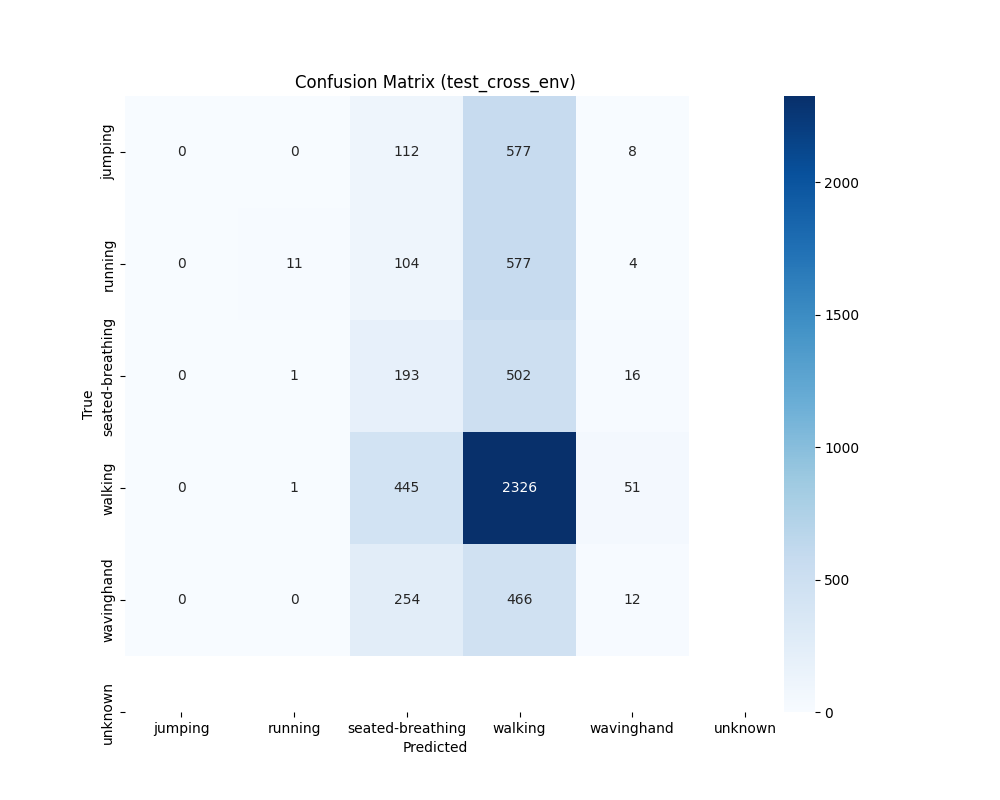 Confusion Matrix (test_cross_env)
jumping 0 0 112 577 8
running 0 11 104 577 4
seated-breathing 0 1 193 502 16
walking 0 1 445 2326 51
wavinghand 0 0 254 466 12
unknown
True
jumping running seated-breathing walking wavinghand unknown
Predicted
2000
1500
1000
500
0